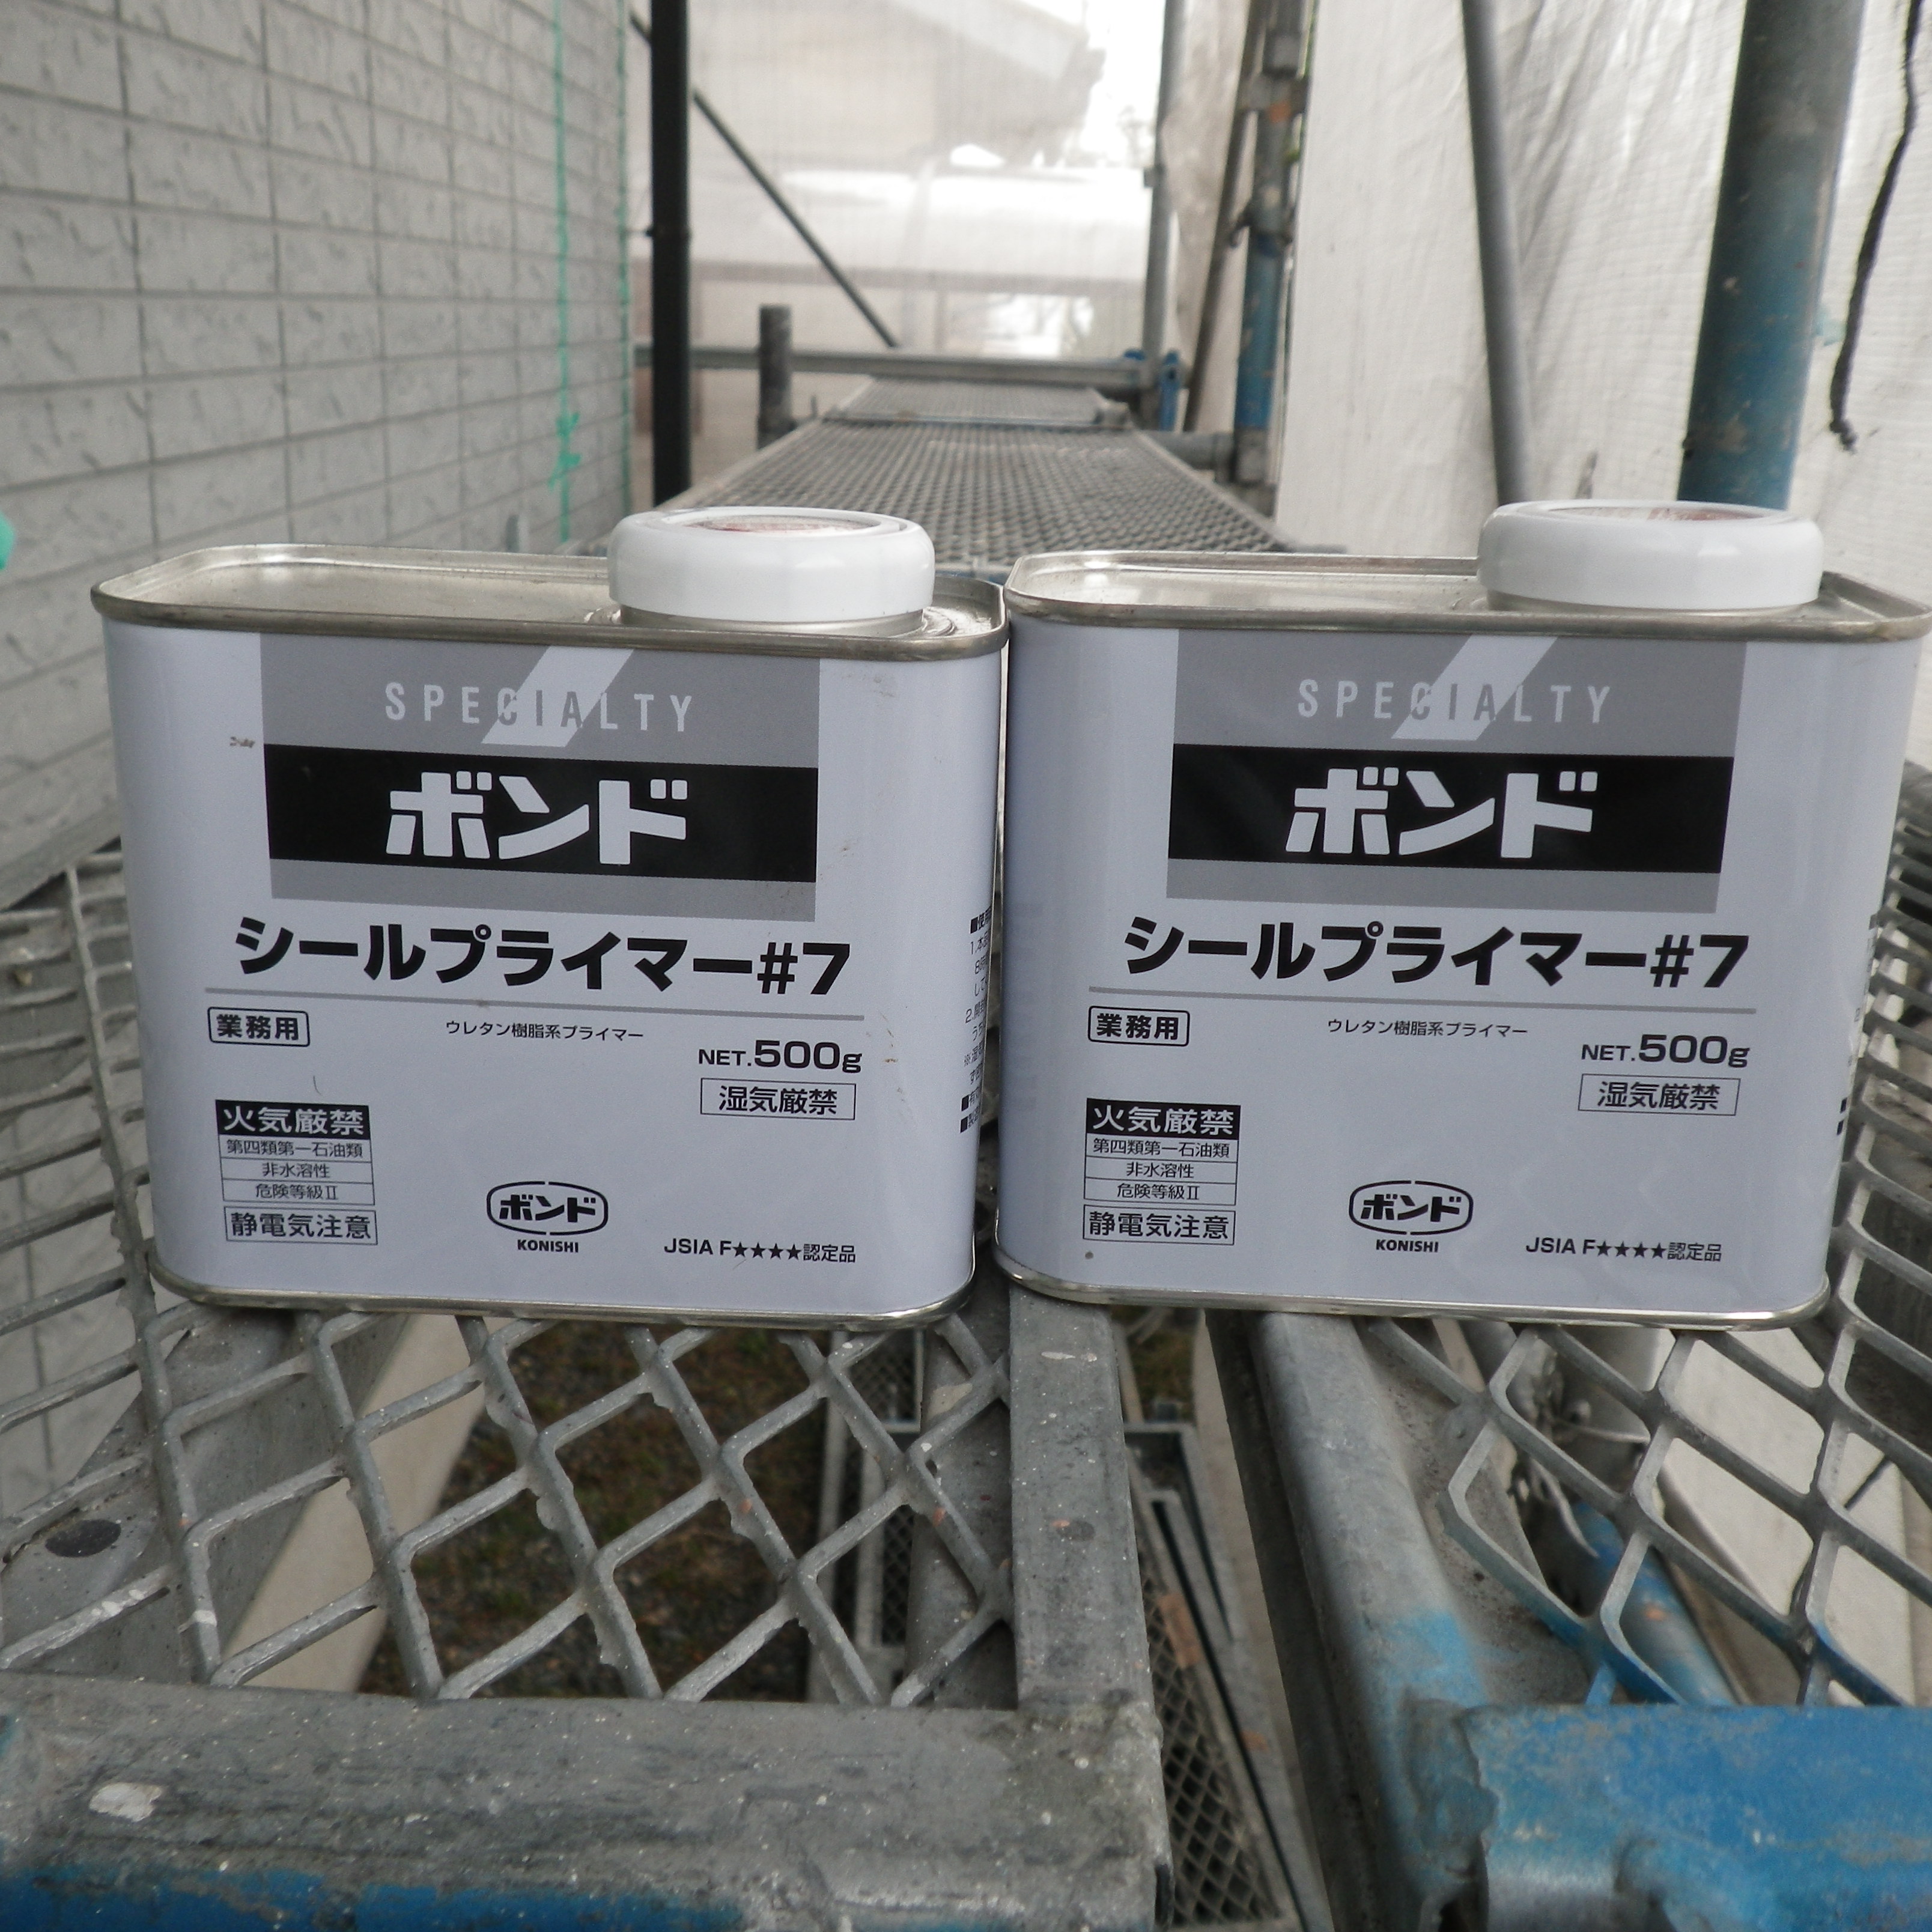 SPECIALTY
ボンド
シールプライマー#7
業務用
ウレタン樹脂系プライマー
NET.500g
湿気厳禁
火気厳禁
第四類第一石油類
非水溶性
危険等級Ⅱ
静電気注意
ボンド
KONISHI
JSIA F★★★★認定品
SPECIALTY
ボンド
シールプライマー#7
業務用
ウレタン樹脂系プライマー
NET.500g
湿気厳禁
火気厳禁
第四類第一石油類
非水溶性
危険等級Ⅱ
静電気注意
ボンド
KONISHI
JSIA F★★★★認定品